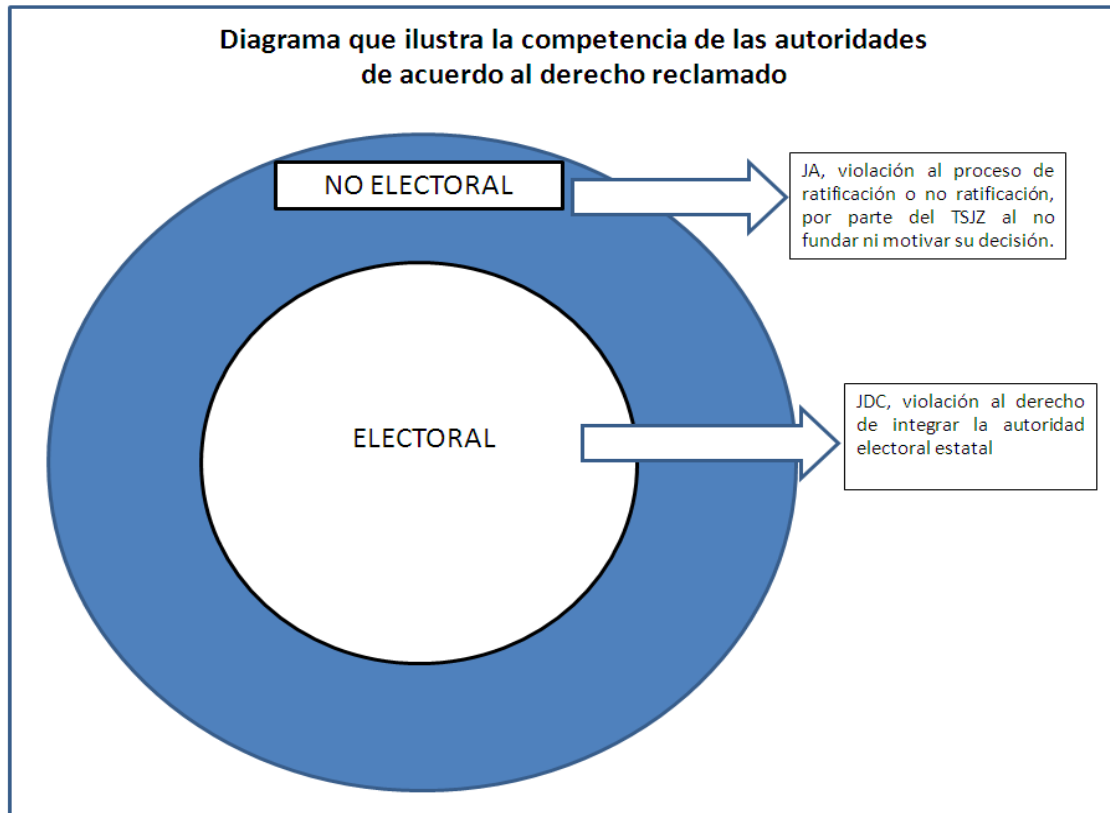 Diagrama que ilustra la competencia de las autoridades
de acuerdo al derecho reclamado
NO ELECTORAL
JA, violación al proceso de
ratificación o no ratificación,
por parte del TSJZ al no
fundar ni motivar su decisión.
ELECTORAL
JDC, violación al derecho
de integrar la autoridad
electoral estatal